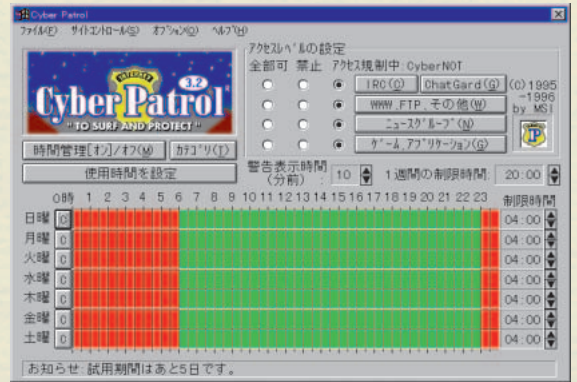 Cyber Patrol
ファイル(F) サイトコントロール(S) オプション(O) ヘルプ(H)
INTERNET
Cyber Patrol 3.2
"TO SURF AND PROTECT"
アクセスレベルの設定
全部可 禁止 アクセス規制中:CyberNOT
IRC(C) ChatGard(G)
WWW,FTP,その他(W)
ニュースグループ(N)
ゲーム,アプリケーション(G)
(C)1995
-1996
by MSI
時間管理[オン]/オフ(M) カテゴリ(T)
使用時間を設定
警告表示時間
(分前) : 10 1週間の制限時間: 20:00
0時 1 2 3 4 5 6 7 8 9 10 11 12 13 14 15 16 17 18 19 20 21 22 23 制限時間
日曜 C 04:00
月曜 C 04:00
火曜 C 04:00
水曜 C 04:00
木曜 C 04:00
金曜 C 04:00
土曜 C 04:00
お知らせ:試用期間はあと5日です。